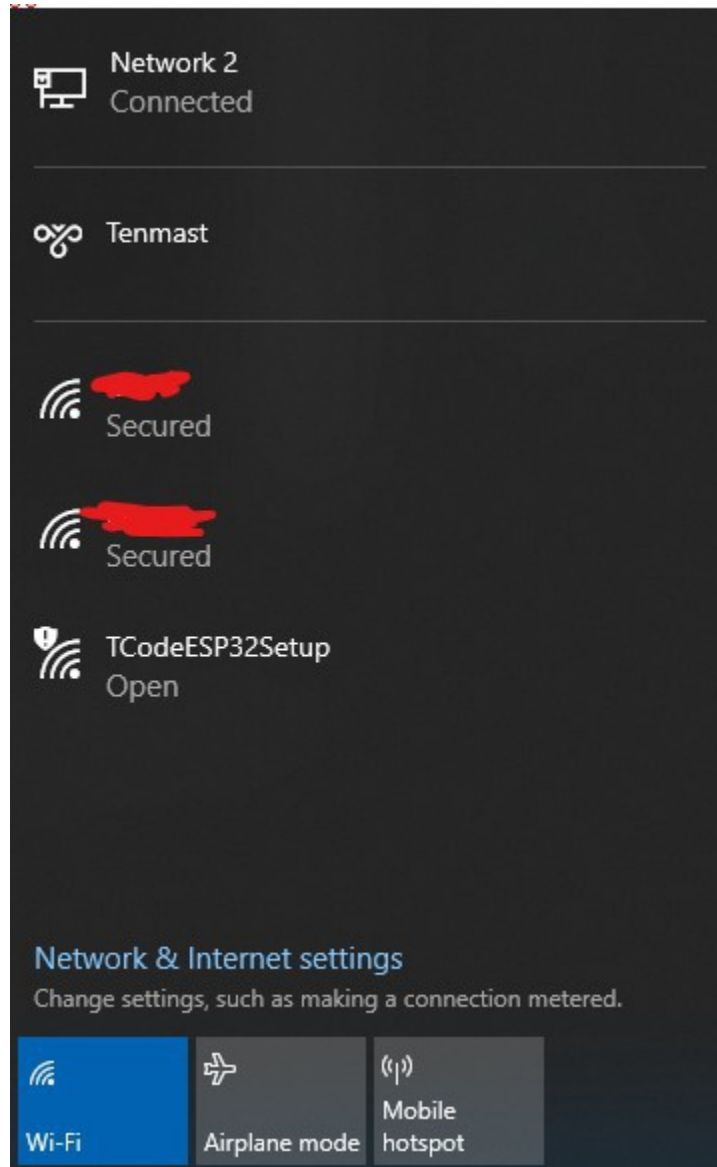 Network 2
Connected
Tenmast
Secured
Secured
TCodeESP32Setup
Open
Network & Internet settings
Change settings, such as making a connection metered.
Wi-Fi
Airplane mode
Mobile
hotspot